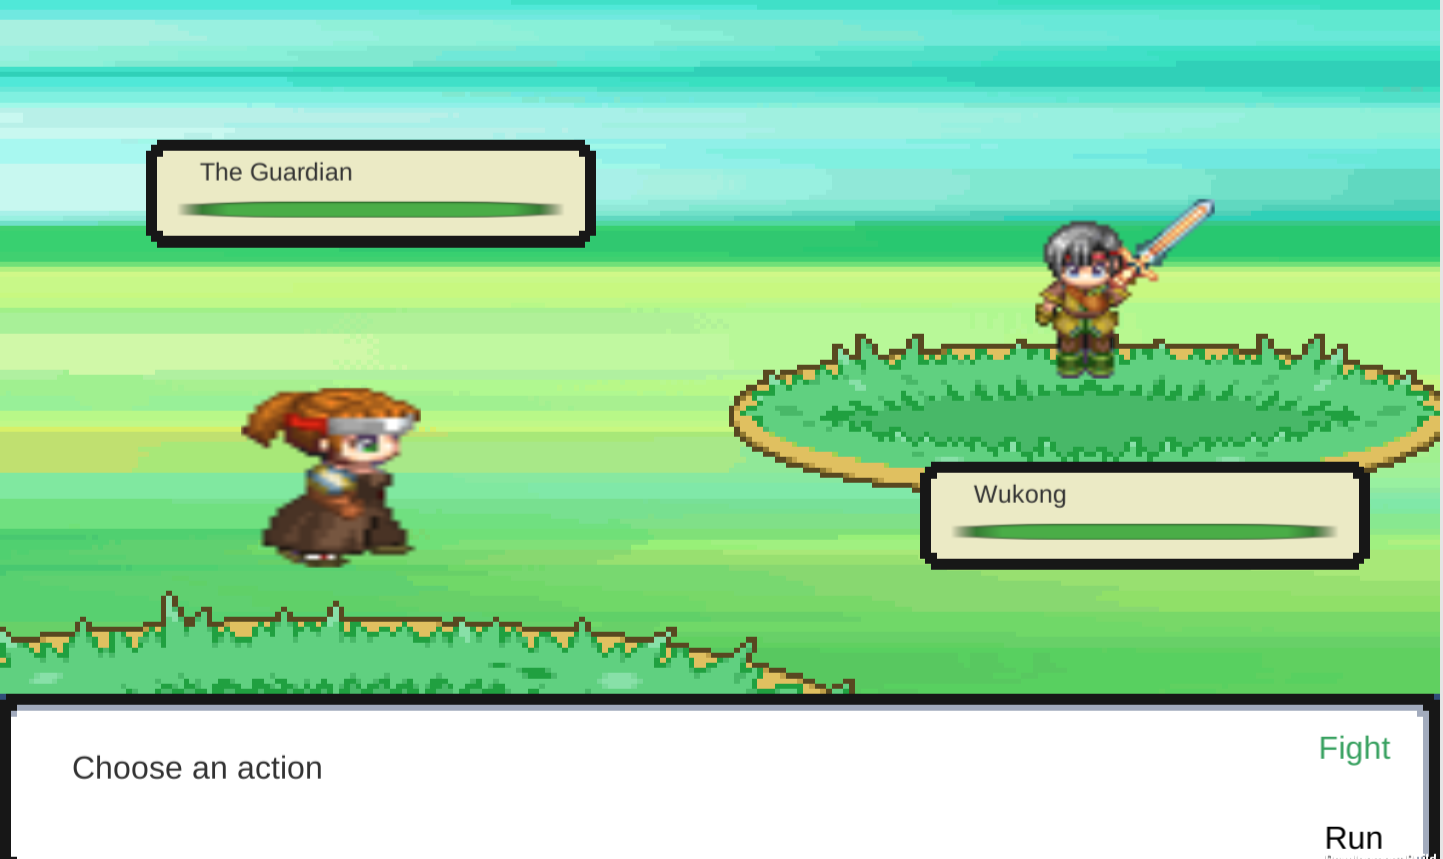 The Guardian
Wukong
Choose an action
Fight
Run